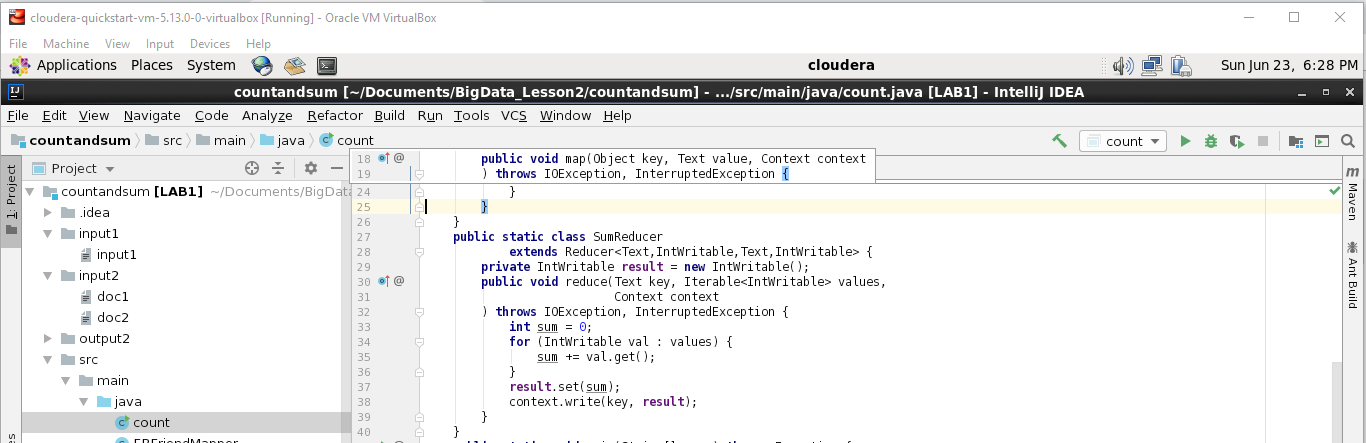 cloudera-quickstart-vm-5.13.0-0-virtualbox [Running] - Oracle VM VirtualBox
File Machine View Input Devices Help
Applications Places System cloudera Sun Jun 23, 6:28 PM
countandsum [~/Documents/BigData_Lesson2/countandsum] - .../src/main/java/count.java [LAB1] - IntelliJ IDEA
File Edit View Navigate Code Analyze Refactor Build Run Tools VCS Window Help
countandsum src main java count count
1: Project
Project
countandsum [LAB1] ~/Documents/BigData
.idea
input1
input1
input2
doc1
doc2
output2
src
main
java
count
FBFriendMapper
18 @ public void map(Object key, Text value, Context context
19 ) throws IOException, InterruptedException {
24 }
25 }
26 }
27 public static class SumReducer
28 extends Reducer<Text,IntWritable,Text,IntWritable> {
29 private IntWritable result = new IntWritable();
30 @ public void reduce(Text key, Iterable<IntWritable> values,
31 Context context
32 ) throws IOException, InterruptedException {
33 int sum = 0;
34 for (IntWritable val : values) {
35 sum += val.get();
36 }
37 result.set(sum);
38 context.write(key, result);
39 }
40 }
m Maven
Ant Build